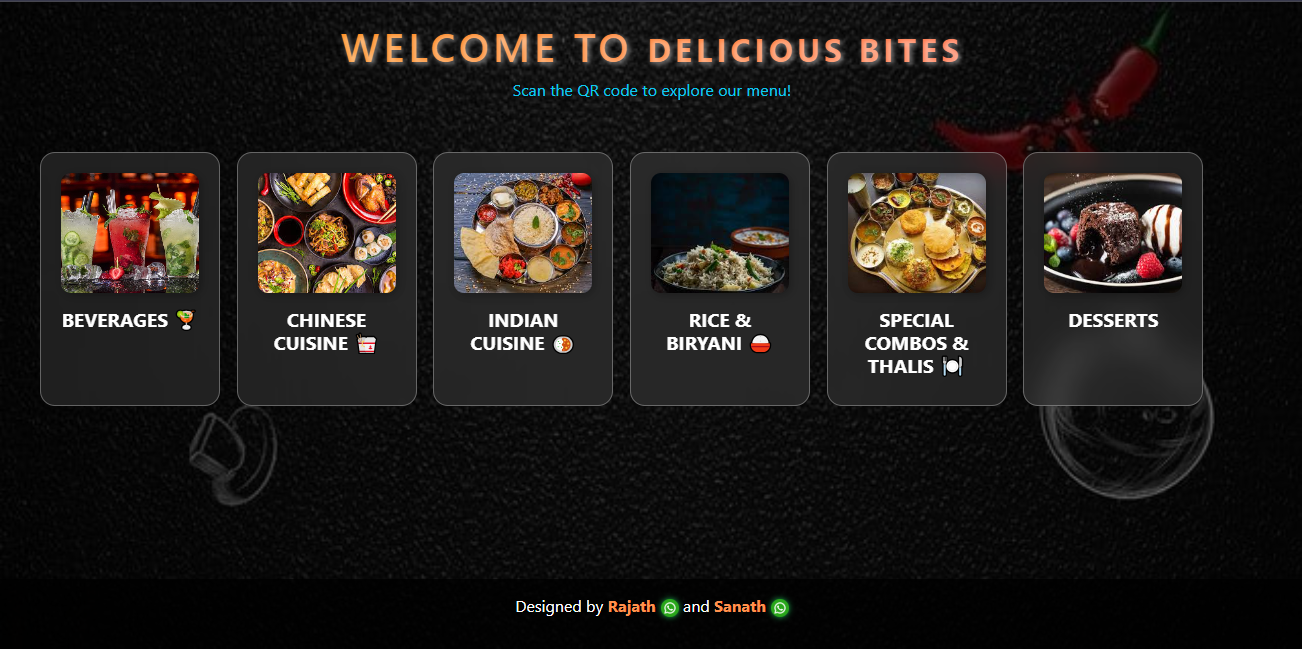 WELCOME TO DELICIOUS BITES
Scan the QR code to explore our menu!
BEVERAGES 🍹
CHINESE
CUISINE 🥡
INDIAN
CUISINE 🍛
RICE &
BIRYANI 🍚
SPECIAL
COMBOS &
THALIS 🍽️
DESSERTS
Designed by Rajath and Sanath